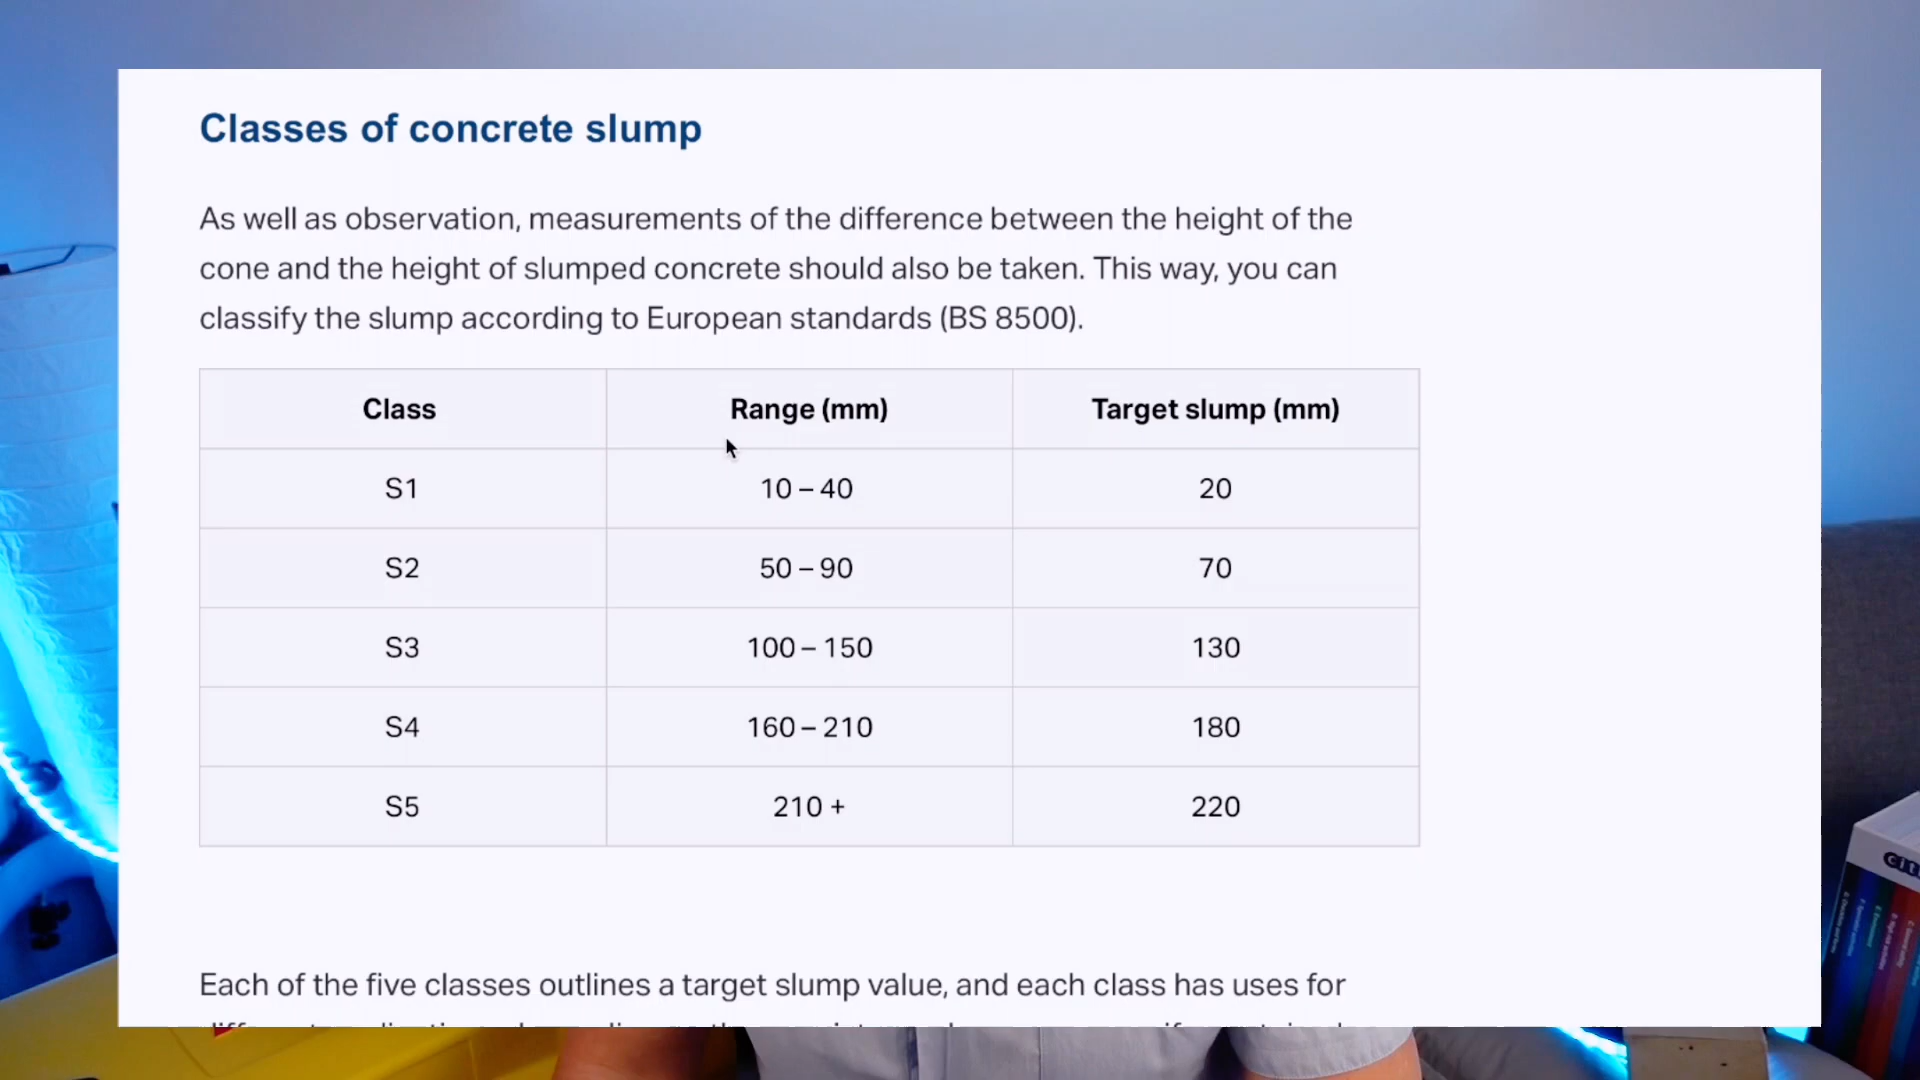 Classes of concrete slump
As well as observation, measurements of the difference between the height of the
cone and the height of slumped concrete should also be taken. This way, you can
classify the slump according to European standards (BS 8500).
Class Range (mm) Target slump (mm)
S1 10 – 40 20
S2 50 – 90 70
S3 100 – 150 130
S4 160 – 210 180
S5 210 + 220
Each of the five classes outlines a target slump value, and each class has uses for